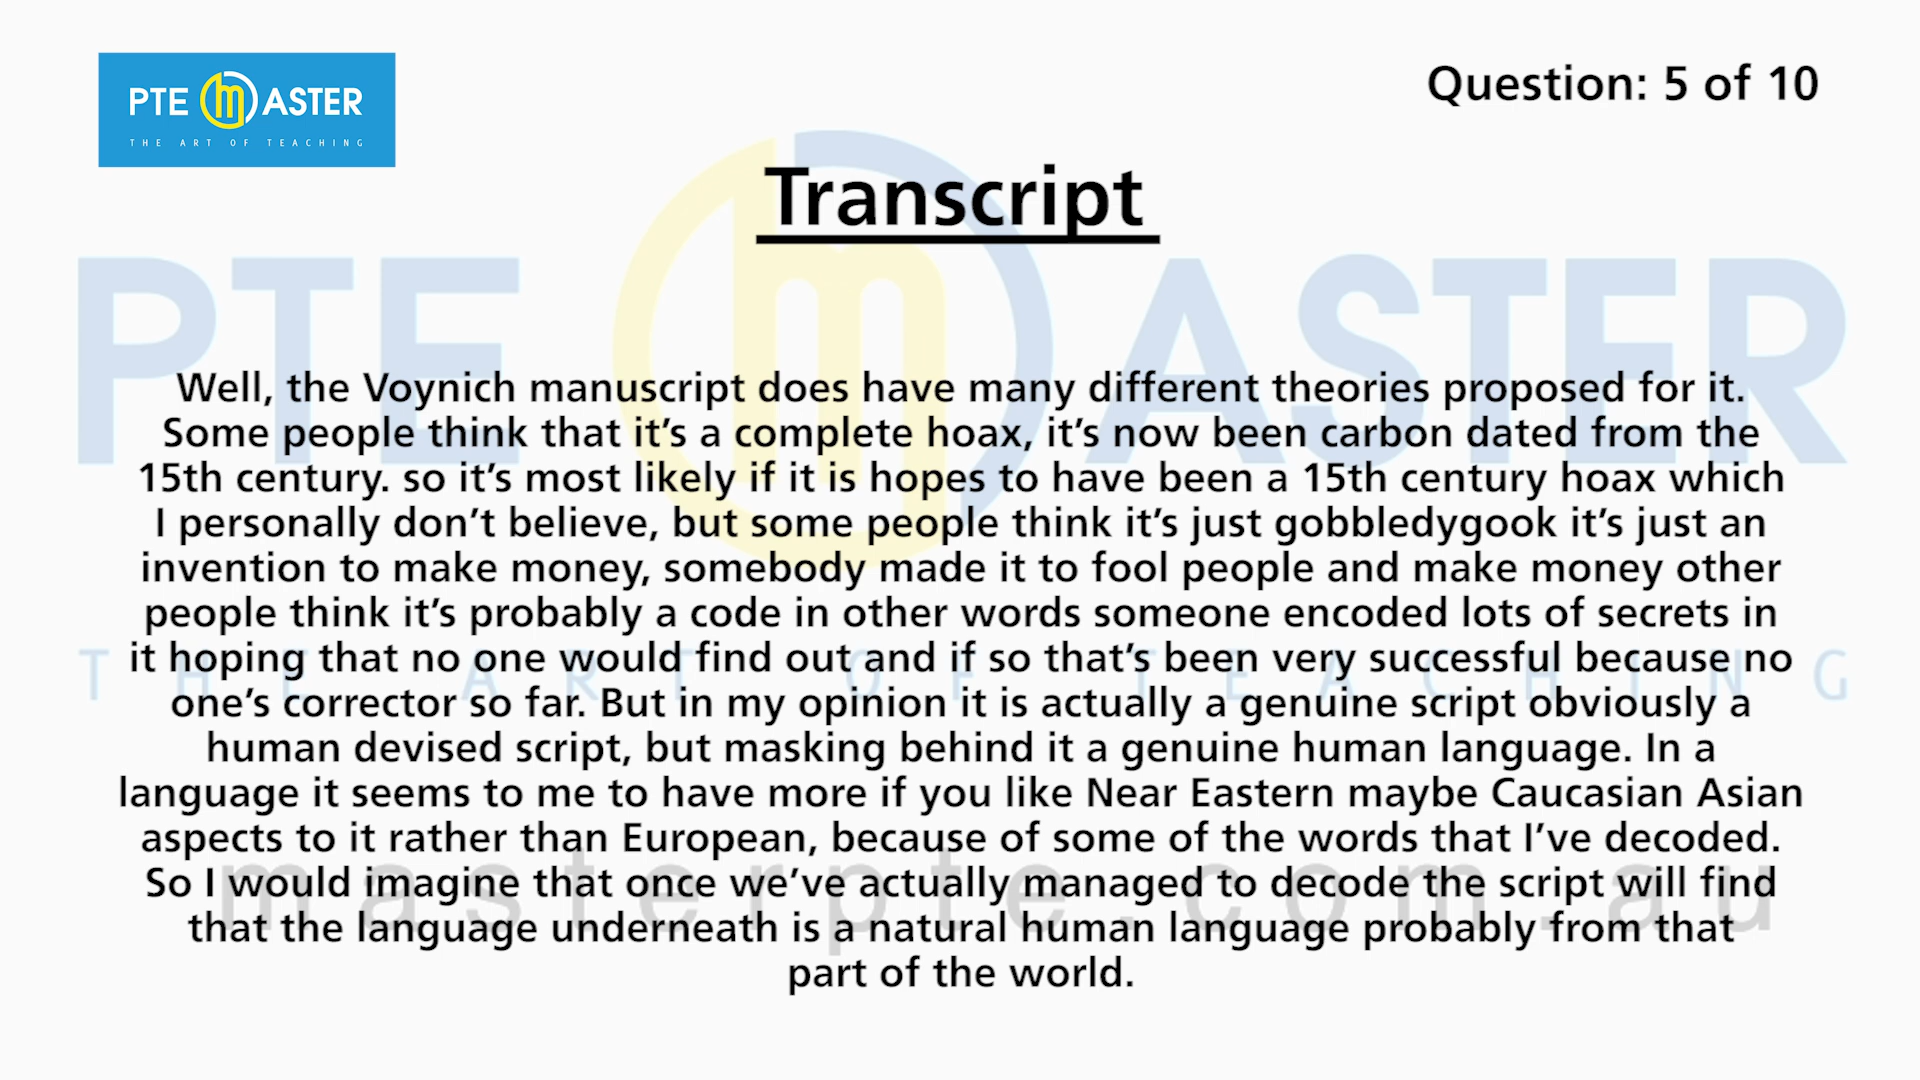 PTE MASTER
THE ART OF TEACHING
Question: 5 of 10
Transcript
Well, the Voynich manuscript does have many different theories proposed for it.
Some people think that it's a complete hoax, it's now been carbon dated from the
15th century. so it's most likely if it is hopes to have been a 15th century hoax which
I personally don't believe, but some people think it's just gobbledygook it's just an
invention to make money, somebody made it to fool people and make money other
people think it's probably a code in other words someone encoded lots of secrets in
it hoping that no one would find out and if so that's been very successful because no
one's corrector so far. But in my opinion it is actually a genuine script obviously a
human devised script, but masking behind it a genuine human language. In a
language it seems to me to have more if you like Near Eastern maybe Caucasian Asian
aspects to it rather than European, because of some of the words that I've decoded.
So I would imagine that once we've actually managed to decode the script will find
that the language underneath is a natural human language probably from that
part of the world.
PTE MASTER
THE ART OF TEACHING
masterpte.com.au